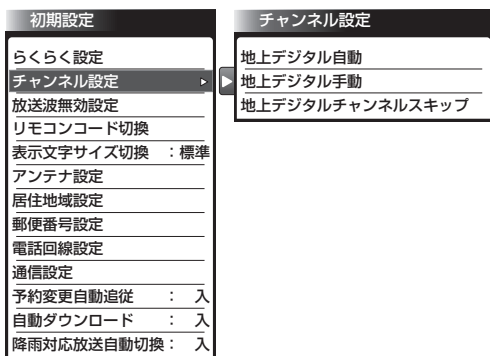 初期設定
らくらく設定
チャンネル設定
放送波無効設定
リモコンコード切換
表示文字サイズ切換 ：標準
アンテナ設定
居住地域設定
郵便番号設定
電話回線設定
通信設定
予約変更自動追従 ： 入
自動ダウンロード ： 入
降雨対応放送自動切換： 入
チャンネル設定
地上デジタル自動
地上デジタル手動
地上デジタルチャンネルスキップ